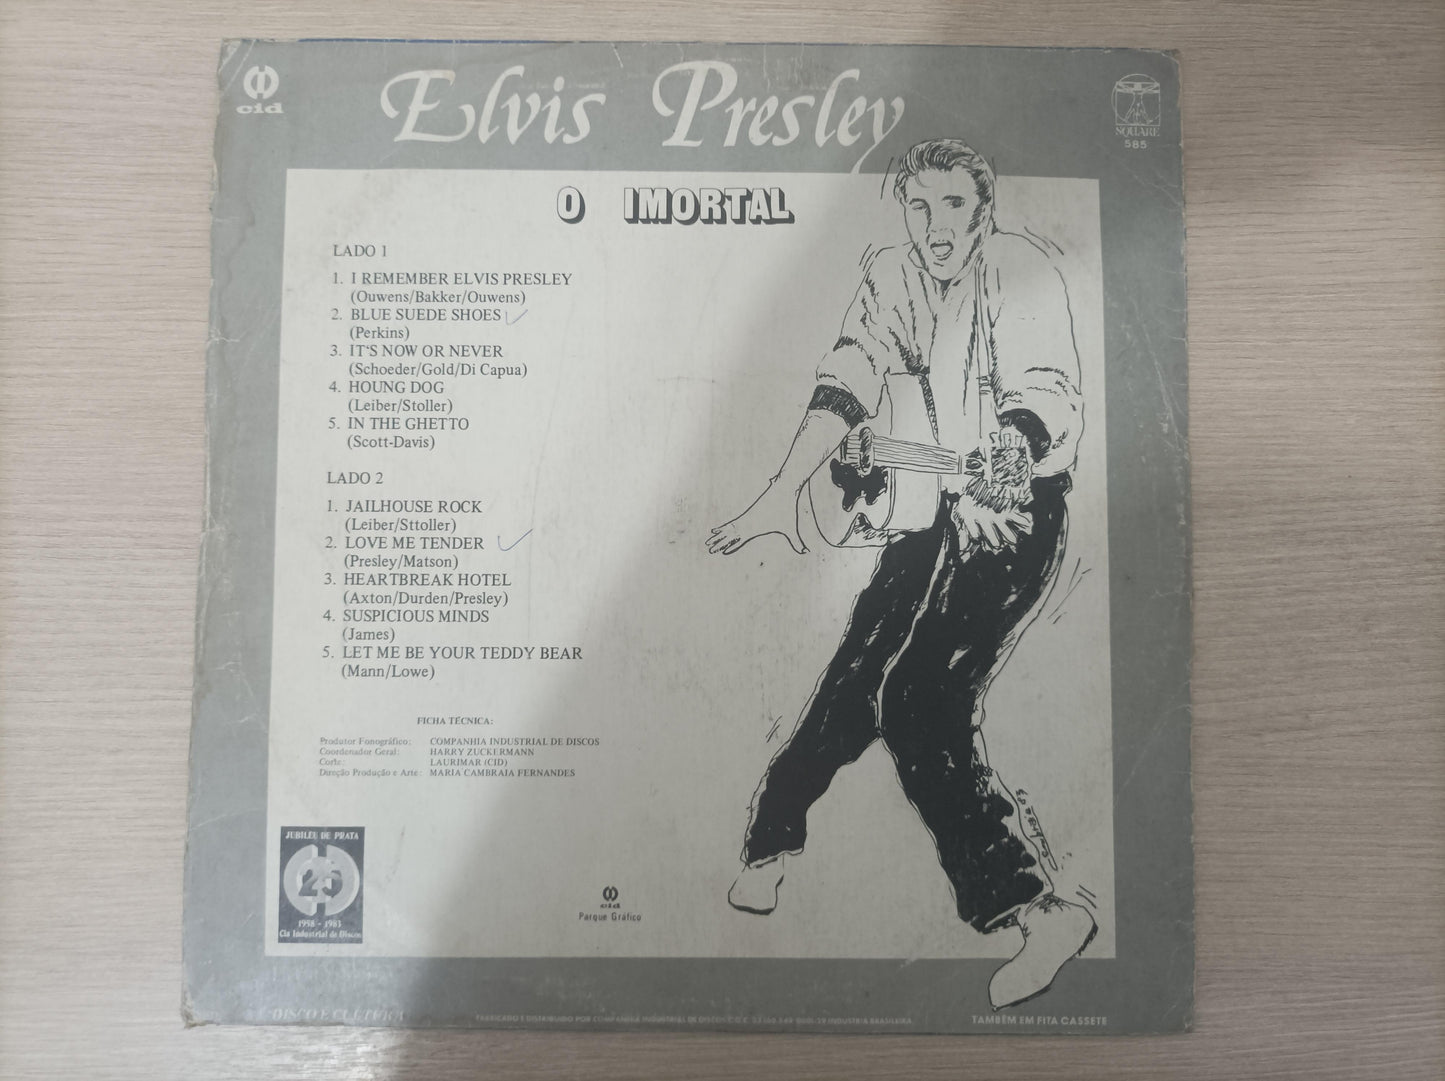 cid
Elvis Presley
SQUARE
585
O IMORTAL
LADO 1
1. I REMEMBER ELVIS PRESLEY
(Ouwens/Bakker/Ouwens)
2. BLUE SUEDE SHOES
(Perkins)
3. IT'S NOW OR NEVER
(Schoeder/Gold/Di Capua)
4. HOUNG DOG
(Leiber/Stoller)
5. IN THE GHETTO
(Scott-Davis)
LADO 2
1. JAILHOUSE ROCK
(Leiber/Sttoller)
2. LOVE ME TENDER
(Presley/Matson)
3. HEARTBREAK HOTEL
(Axton/Durden/Presley)
4. SUSPICIOUS MINDS
(James)
5. LET ME BE YOUR TEDDY BEAR
(Mann/Lowe)
FICHA TÉCNICA:
Produtor Fonográfico: COMPANHIA INDUSTRIAL DE DISCOS
Coordenador Geral: HARRY ZUCKERMANN
Corte: LAURIMAR (CID)
Direção Produção e Arte: MARIA CAMBRAIA FERNANDES
JUBILEU DE PRATA
25
1958 - 1983
Cia Industrial de Discos
cid
Parque Gráfico
DISCO E CULTURA
FABRICADO E DISTRIBUIDO POR COMPANHIA INDUSTRIAL DE DISCOS INDUSTRIA BRASILEIRA
TAMBÉM EM FITA CASSETE